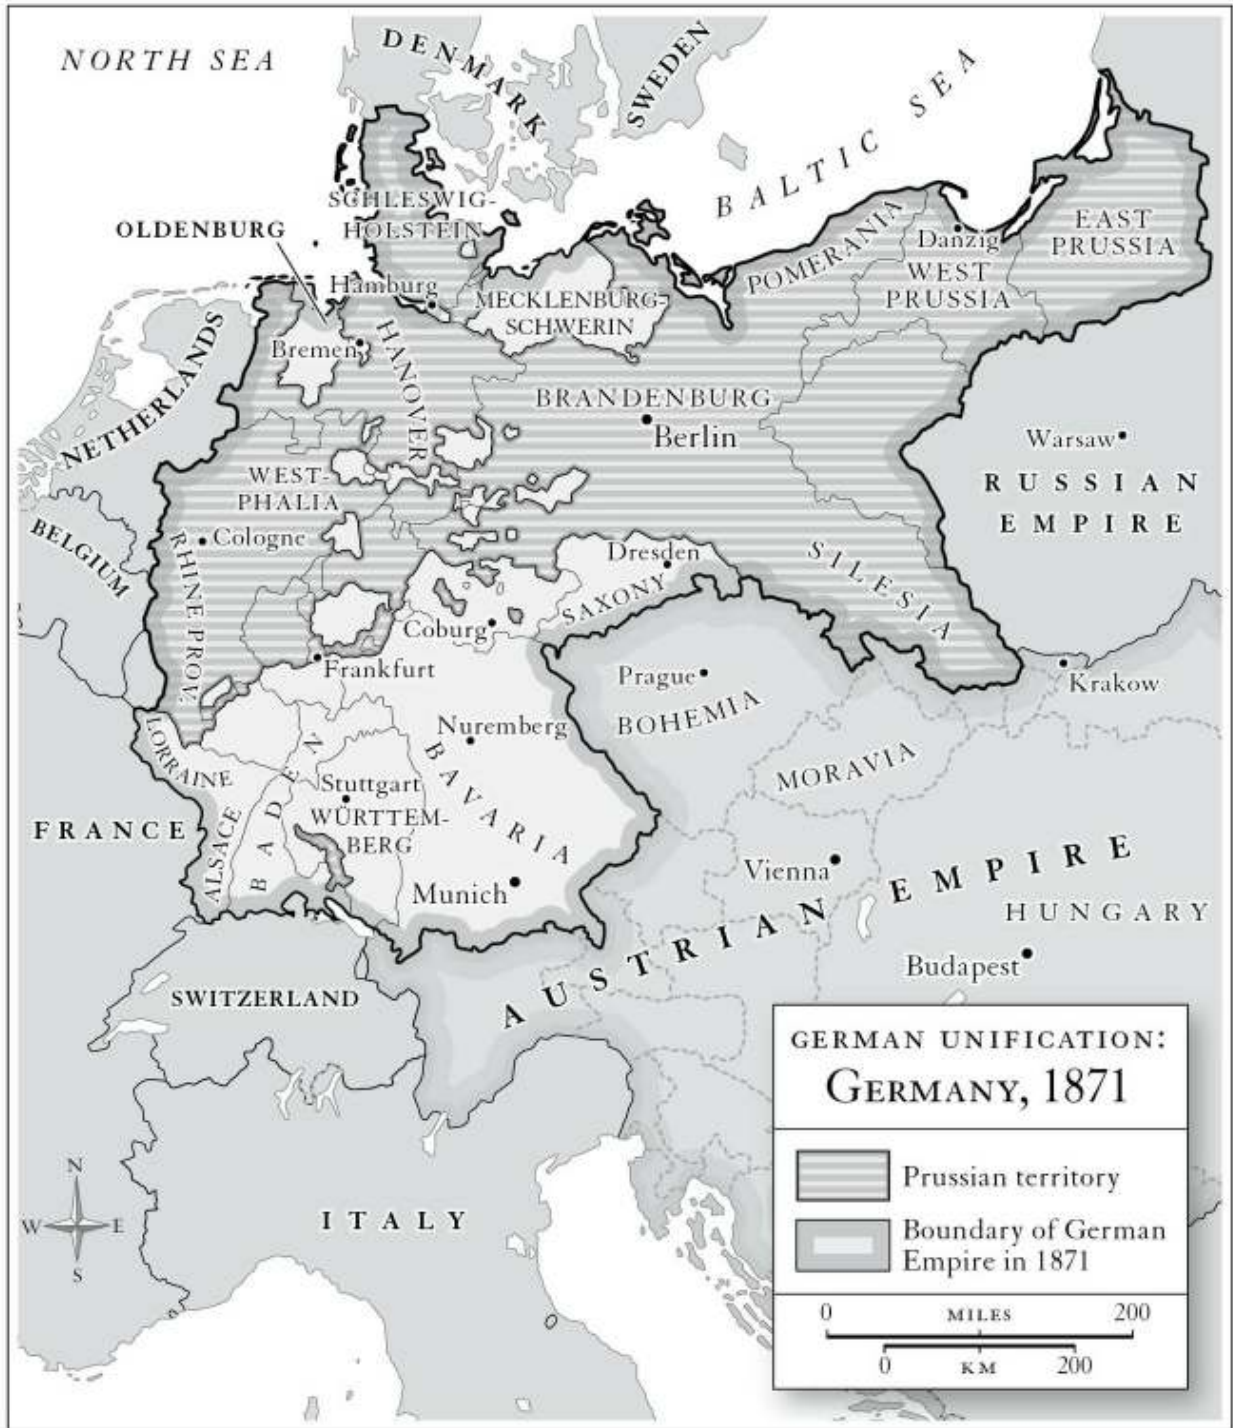 NORTH SEA
DENMARK
SWEDEN
BALTIC SEA
SCHLESWIG-
HOLSTEIN
OLDENBURG
Hamburg
MECKLENBURG-
SCHWERIN
POMERANIA
Danzig
WEST
PRUSSIA
EAST
PRUSSIA
NETHERLANDS
Bremen
HANOVER
BRANDENBURG
Berlin
Warsaw
RUSSIAN
EMPIRE
WEST-
PHALIA
BELGIUM
Cologne
RHINE PROV.
Dresden
SAXONY
SILESIA
Coburg
Frankfurt
Prague
BOHEMIA
Krakow
LORRAINE
Nuremberg
BAVARIA
MORAVIA
FRANCE
ALSACE
BADEN
Stuttgart
WÜRTTEM-
BERG
Munich
Vienna
AUSTRIAN EMPIRE
HUNGARY
Budapest
SWITZERLAND
ITALY
N
W E
S
GERMAN UNIFICATION:
GERMANY, 1871
Prussian territory
Boundary of German
Empire in 1871
0 MILES 200
0 KM 200